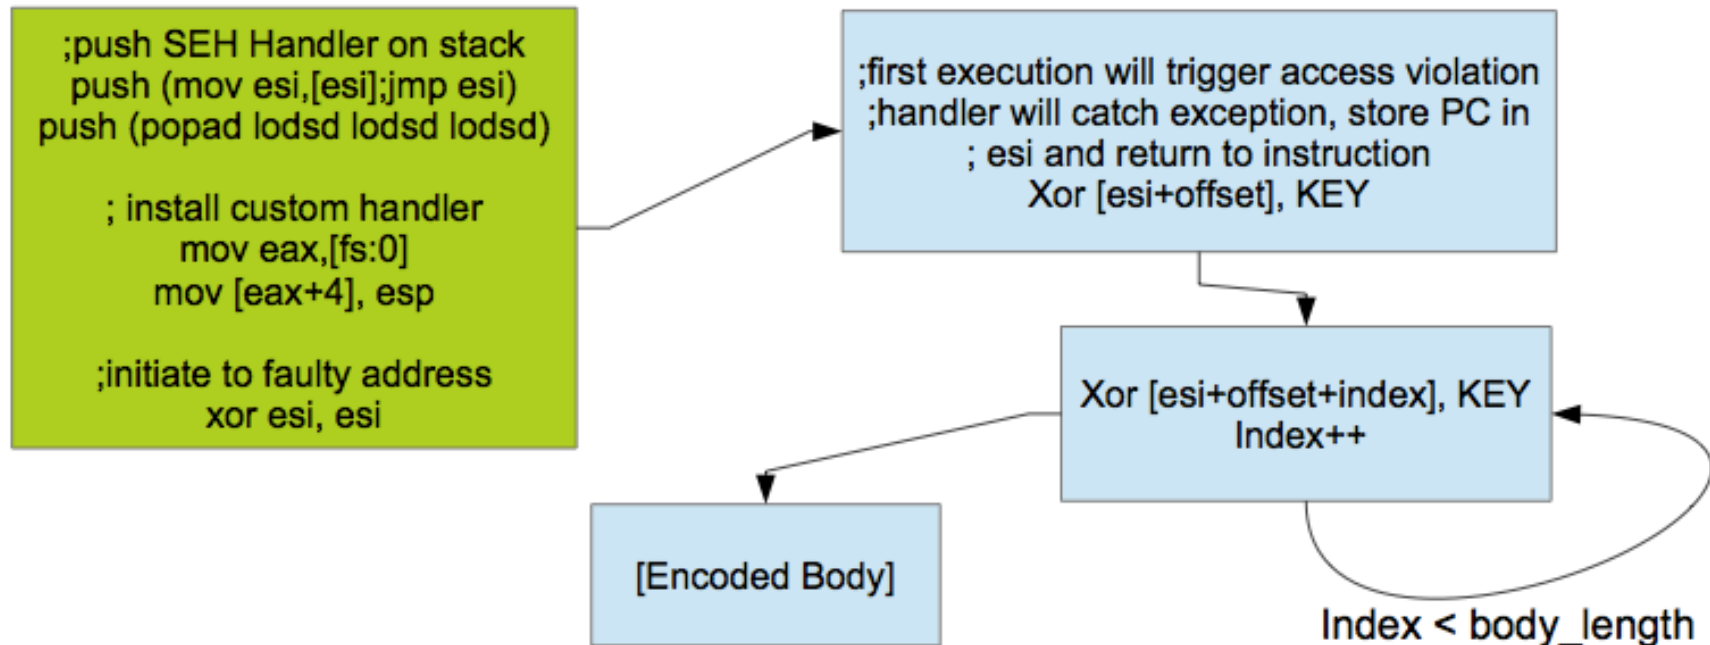 ;push SEH Handler on stack
push (mov esi,[esi];jmp esi)
push (popad lodsd lodsd lodsd)
; install custom handler
mov eax,[fs:0]
mov [eax+4], esp
;initiate to faulty address
xor esi, esi
;first execution will trigger access violation
;handler will catch exception, store PC in
; esi and return to instruction
Xor [esi+offset], KEY
Xor [esi+offset+index], KEY
Index++
[Encoded Body]
Index < body_length